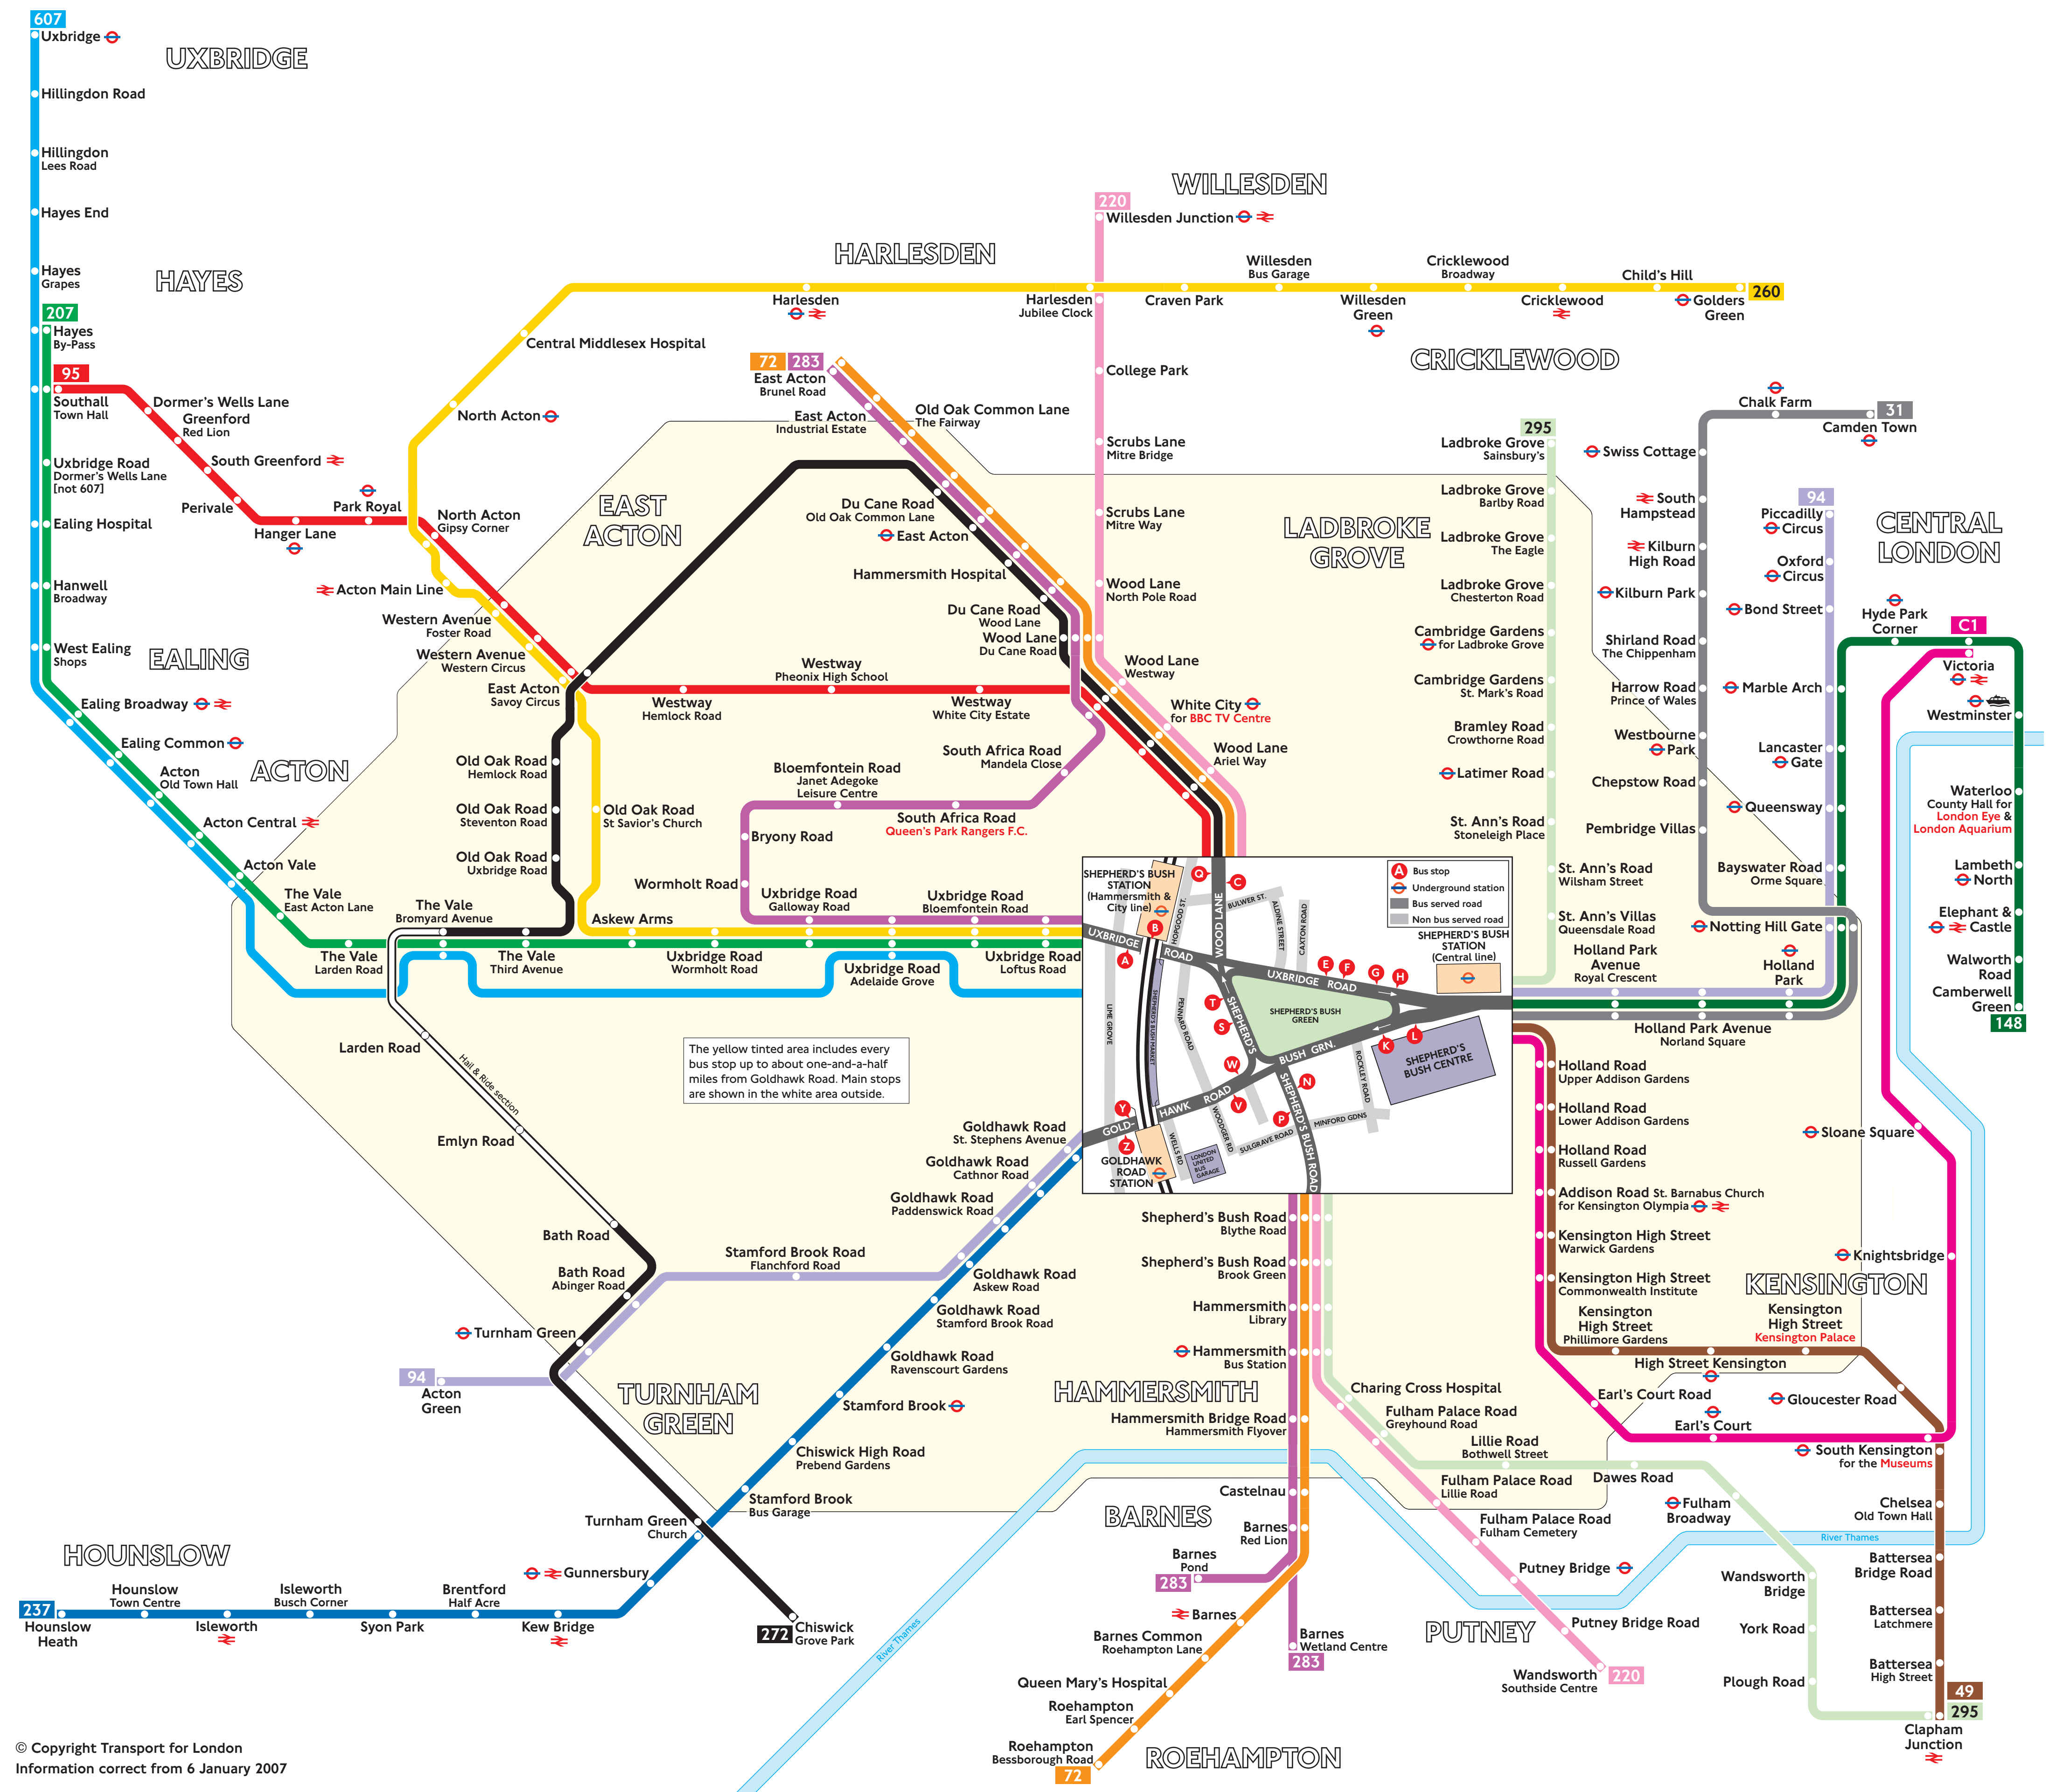 607
Uxbridge
UXBRIDGE
Hillingdon Road
Hillingdon
Lees Road
Hayes End
Hayes
Grapes
HAYES
207
Hayes
By-Pass
95
Southall
Town Hall
Uxbridge Road
Dormer's Wells Lane
[not 607]
Ealing Hospital
Hanwell
Broadway
West Ealing
Shops
EALING
Ealing Broadway
Ealing Common
Acton
Old Town Hall
ACTON
Acton Central
Acton Vale
The Vale
East Acton Lane
Dormer's Wells Lane
Greenford
Red Lion
South Greenford
Perivale
Hanger Lane
Park Royal
North Acton
Gipsy Corner
Acton Main Line
Western Avenue
Foster Road
Western Avenue
Western Circus
East Acton
Savoy Circus
North Acton
Central Middlesex Hospital
HARLESDEN
Harlesden
Harlesden
Jubilee Clock
Craven Park
Willesden
Bus Garage
Willesden
Green
Cricklewood
Broadway
Cricklewood
Child's Hill
Golders
Green
260
CRICKLEWOOD
WILLESDEN
220
Willesden Junction
College Park
Scrubs Lane
Mitre Bridge
Scrubs Lane
Mitre Way
Wood Lane
North Pole Road
Wood Lane
Westway
White City
for BBC TV Centre
Wood Lane
Ariel Way
72
283
East Acton
Brunel Road
East Acton
Industrial Estate
Old Oak Common Lane
The Fairway
EAST
ACTON
Du Cane Road
Old Oak Common Lane
East Acton
Hammersmith Hospital
Du Cane Road
Wood Lane
Wood Lane
Du Cane Road
Westway
Hemlock Road
Westway
Pheonix High School
Westway
White City Estate
South Africa Road
Mandela Close
Bloemfontein Road
Janet Adegoke
Leisure Centre
South Africa Road
Queen's Park Rangers F.C.
Bryony Road
Wormholt Road
Old Oak Road
Hemlock Road
Old Oak Road
Steventon Road
Old Oak Road
Uxbridge Road
Old Oak Road
St Savior's Church
Askew Arms
The Vale
Bromyard Avenue
The Vale
Larden Road
The Vale
Third Avenue
Uxbridge Road
Wormholt Road
Uxbridge Road
Galloway Road
Uxbridge Road
Adelaide Grove
Uxbridge Road
Bloemfontein Road
Uxbridge Road
Loftus Road
LADBROKE
GROVE
295
Ladbroke Grove
Sainsbury's
Ladbroke Grove
Barlby Road
Ladbroke Grove
The Eagle
Ladbroke Grove
Chesterton Road
Cambridge Gardens
for Ladbroke Grove
Cambridge Gardens
St. Mark's Road
Bramley Road
Crowthorne Road
Latimer Road
St. Ann's Road
Stoneleigh Place
St. Ann's Road
Wilsham Street
St. Ann's Villas
Queensdale Road
Holland Park
Avenue
Royal Crescent
Holland
Park
Holland Park Avenue
Norland Square
Chalk Farm
31
Camden Town
Swiss Cottage
South
Hampstead
Kilburn
High Road
Kilburn Park
Shirland Road
The Chippenham
Harrow Road
Prince of Wales
Westbourne
Park
Chepstow Road
Pembridge Villas
Notting Hill Gate
94
Piccadilly
Circus
Oxford
Circus
Bond Street
Marble Arch
Lancaster
Gate
Queensway
Bayswater Road
Orme Square
CENTRAL
LONDON
Hyde Park
Corner
C1
Victoria
Westminster
Waterloo
County Hall for
London Eye &
London Aquarium
Lambeth
North
Elephant &
Castle
Walworth
Road
Camberwell
Green
148
SHEPHERD'S BUSH
STATION
(Hammersmith &
City line)
Bus stop
Underground station
Bus served road
Non bus served road
SHEPHERD'S BUSH
STATION
(Central line)
A
B
C
Q
E
F
G
H
T
S
W
V
N
P
K
L
Y
Z
A
UXBRIDGE
ROAD
WOOD LANE
UXBRIDGE ROAD
HOPGOOD ST.
BULWER ST.
ALDINE STREET
CAXTON ROAD
LIME GROVE
SHEPHERD'S BUSH MARKET
PENNARD ROAD
SHEPHERD'S
BUSH GRN.
SHEPHERD'S BUSH
GREEN
SHEPHERD'S
BUSH CENTRE
ROCKLEY ROAD
GOLD-
HAWK ROAD
WOODGER RD
WELLS RD
SULGRAVE ROAD
MINFORD GDNS
SHEPHERD'S BUSH ROAD
LONDON
UNITED
BUS
GARAGE
GOLDHAWK
ROAD
STATION
The yellow tinted area includes every
bus stop up to about one-and-a-half
miles from Goldhawk Road. Main stops
are shown in the white area outside.
Larden Road
Hail & Ride section
Emlyn Road
Bath Road
Bath Road
Abinger Road
Turnham Green
94
Acton
Green
TURNHAM
GREEN
Stamford Brook Road
Flanchford Road
Goldhawk Road
St. Stephens Avenue
Goldhawk Road
Cathnor Road
Goldhawk Road
Paddenswick Road
Goldhawk Road
Askew Road
Goldhawk Road
Stamford Brook Road
Goldhawk Road
Ravenscourt Gardens
Stamford Brook
Chiswick High Road
Prebend Gardens
Stamford Brook
Bus Garage
Turnham Green
Church
Gunnersbury
HOUNSLOW
237
Hounslow
Heath
Hounslow
Town Centre
Isleworth
Isleworth
Busch Corner
Syon Park
Brentford
Half Acre
Kew Bridge
272
Chiswick
Grove Park
Shepherd's Bush Road
Blythe Road
Shepherd's Bush Road
Brook Green
Hammersmith
Library
Hammersmith
Bus Station
HAMMERSMITH
Hammersmith Bridge Road
Hammersmith Flyover
Castelnau
BARNES
Barnes
Red Lion
Barnes
Pond
283
Barnes
Barnes
Wetland Centre
283
Barnes Common
Roehampton Lane
Queen Mary's Hospital
Roehampton
Earl Spencer
Roehampton
Bessborough Road
72
ROEHAMPTON
River Thames
Charing Cross Hospital
Fulham Palace Road
Greyhound Road
Lillie Road
Bothwell Street
Dawes Road
Fulham
Broadway
Fulham Palace Road
Lillie Road
Fulham Palace Road
Fulham Cemetery
Putney Bridge
PUTNEY
Putney Bridge Road
Wandsworth
Southside Centre
220
Wandsworth
Bridge
York Road
Plough Road
River Thames
Holland Road
Upper Addison Gardens
Holland Road
Lower Addison Gardens
Holland Road
Russell Gardens
Addison Road St. Barnabus Church
for Kensington Olympia
Kensington High Street
Warwick Gardens
Kensington High Street
Commonwealth Institute
Kensington
High Street
Phillimore Gardens
KENSINGTON
Kensington
High Street
Kensington Palace
High Street Kensington
Earl's Court Road
Earl's Court
Gloucester Road
Sloane Square
Knightsbridge
South Kensington
for the Museums
Chelsea
Old Town Hall
Battersea
Bridge Road
Battersea
Latchmere
Battersea
High Street
49
295
Clapham
Junction
© Copyright Transport for London
Information correct from 6 January 2007